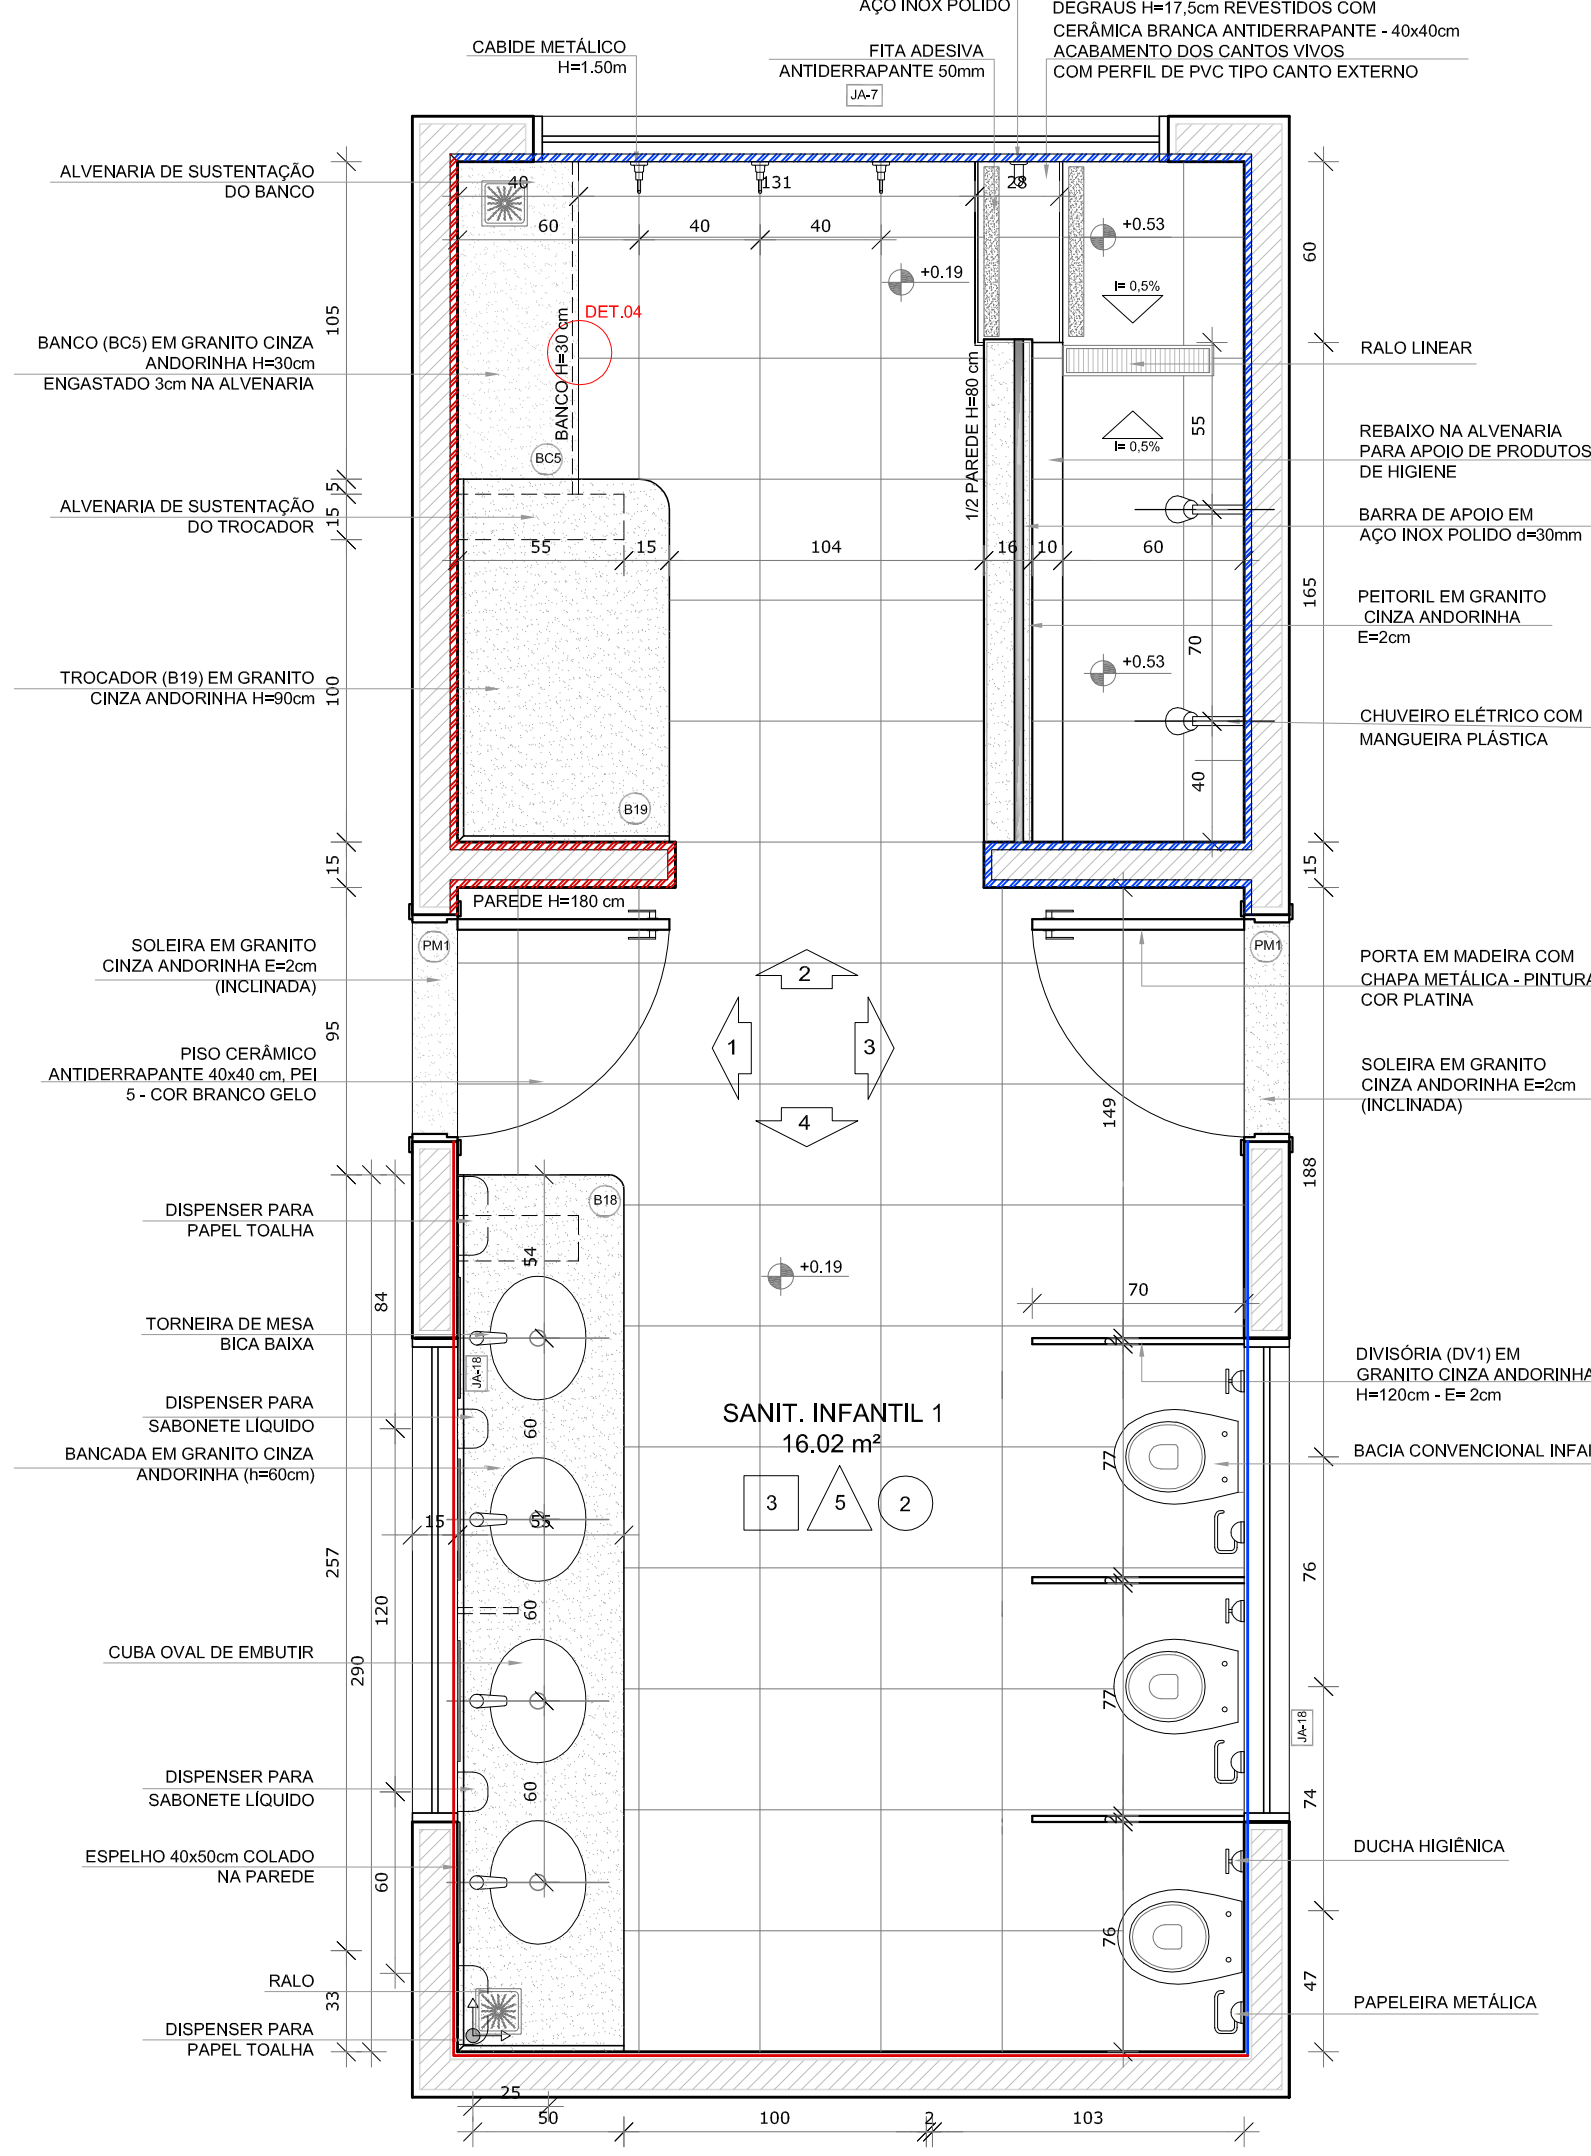 AÇO INOX POLIDO
DEGRAUS H=17,5cm REVESTIDOS COM
CERÂMICA BRANCA ANTIDERRAPANTE - 40x40cm
ACABAMENTO DOS CANTOS VIVOS
COM PERFIL DE PVC TIPO CANTO EXTERNO
CABIDE METÁLICO
H=1.50m
FITA ADESIVA
ANTIDERRAPANTE 50mm
JA-7
ALVENARIA DE SUSTENTAÇÃO
DO BANCO
40
131
28
60
40
40
+0.53
+0.19
I= 0,5%
60
105
DET.04
BANCO H=30 cm
BANCO (BC5) EM GRANITO CINZA
ANDORINHA H=30cm
ENGASTADO 3cm NA ALVENARIA
RALO LINEAR
1/2 PAREDE H=80 cm
55
I= 0,5%
REBAIXO NA ALVENARIA
PARA APOIO DE PRODUTOS
DE HIGIENE
BC5
5
15
ALVENARIA DE SUSTENTAÇÃO
DO TROCADOR
BARRA DE APOIO EM
AÇO INOX POLIDO d=30mm
55
15
104
16
10
60
165
PEITORIL EM GRANITO
CINZA ANDORINHA
E=2cm
70
+0.53
TROCADOR (B19) EM GRANITO
CINZA ANDORINHA H=90cm
100
CHUVEIRO ELÉTRICO COM
MANGUEIRA PLÁSTICA
40
B19
15
15
PAREDE H=180 cm
PM1
PM1
SOLEIRA EM GRANITO
CINZA ANDORINHA E=2cm
(INCLINADA)
PORTA EM MADEIRA COM
CHAPA METÁLICA - PINTURA
COR PLATINA
2
1
3
4
95
PISO CERÂMICO
ANTIDERRAPANTE 40x40 cm, PEI
5 - COR BRANCO GELO
SOLEIRA EM GRANITO
CINZA ANDORINHA E=2cm
(INCLINADA)
149
188
B18
DISPENSER PARA
PAPEL TOALHA
54
+0.19
84
70
TORNEIRA DE MESA
BICA BAIXA
JA-18
2
DIVISÓRIA (DV1) EM
GRANITO CINZA ANDORINHA
H=120cm - E= 2cm
DISPENSER PARA
SABONETE LÍQUIDO
60
SANIT. INFANTIL 1
16.02 m²
BANCADA EM GRANITO CINZA
ANDORINHA (h=60cm)
77
BACIA CONVENCIONAL INFAN
3
5
2
15
55
257
120
60
2
76
CUBA OVAL DE EMBUTIR
290
77
JA-18
DISPENSER PARA
SABONETE LÍQUIDO
60
74
2
ESPELHO 40x50cm COLADO
NA PAREDE
60
DUCHA HIGIÊNICA
76
RALO
33
47
PAPELEIRA METÁLICA
DISPENSER PARA
PAPEL TOALHA
25
50
100
2
103